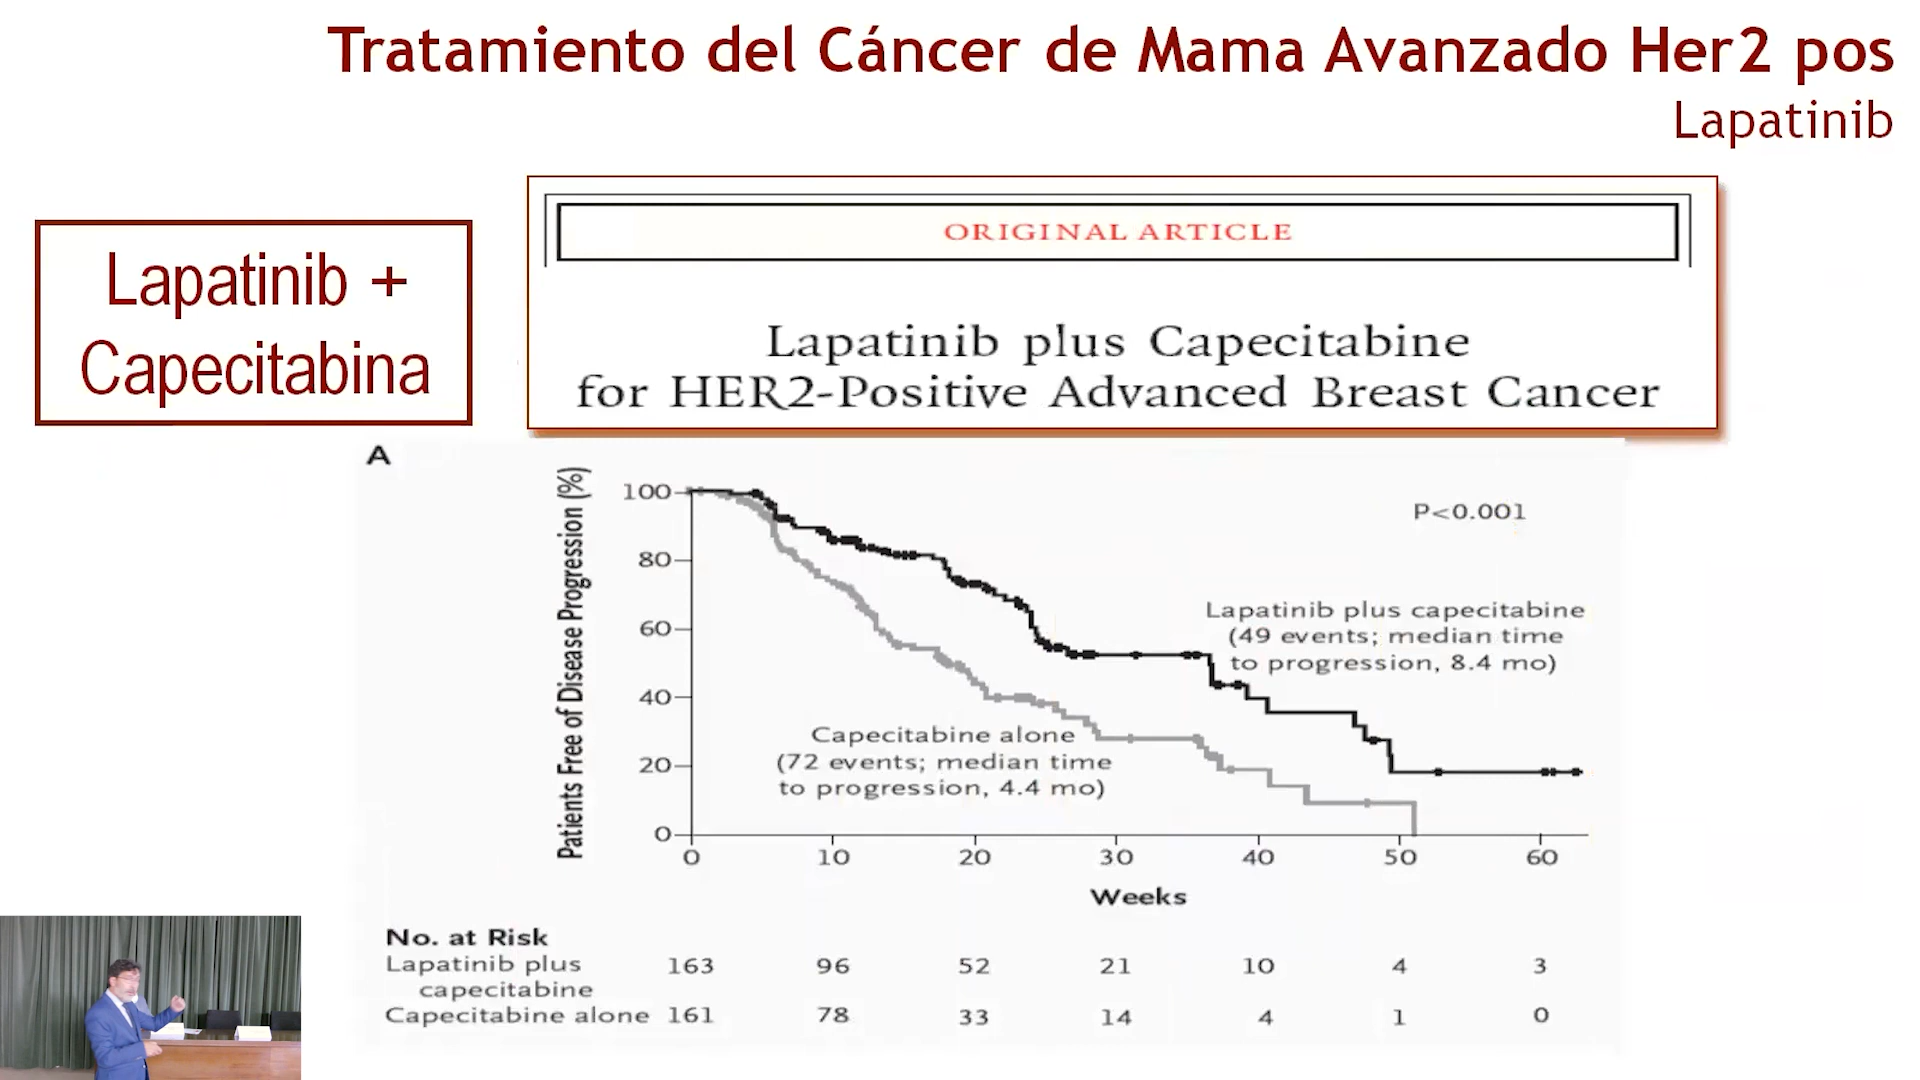 Tratamiento del Cáncer de Mama Avanzado Her2 pos
Lapatinib
Lapatinib +
Capecitabina
ORIGINAL ARTICLE
Lapatinib plus Capecitabine
for HER2-Positive Advanced Breast Cancer
A
Patients Free of Disease Progression (%)
100
80
60
40
20
0
P<0.001
Lapatinib plus capecitabine
(49 events; median time
to progression, 8.4 mo)
Capecitabine alone
(72 events; median time
to progression, 4.4 mo)
0 10 20 30 40 50 60
Weeks
No. at Risk
Lapatinib plus
capecitabine 163 96 52 21 10 4 3
Capecitabine alone 161 78 33 14 4 1 0